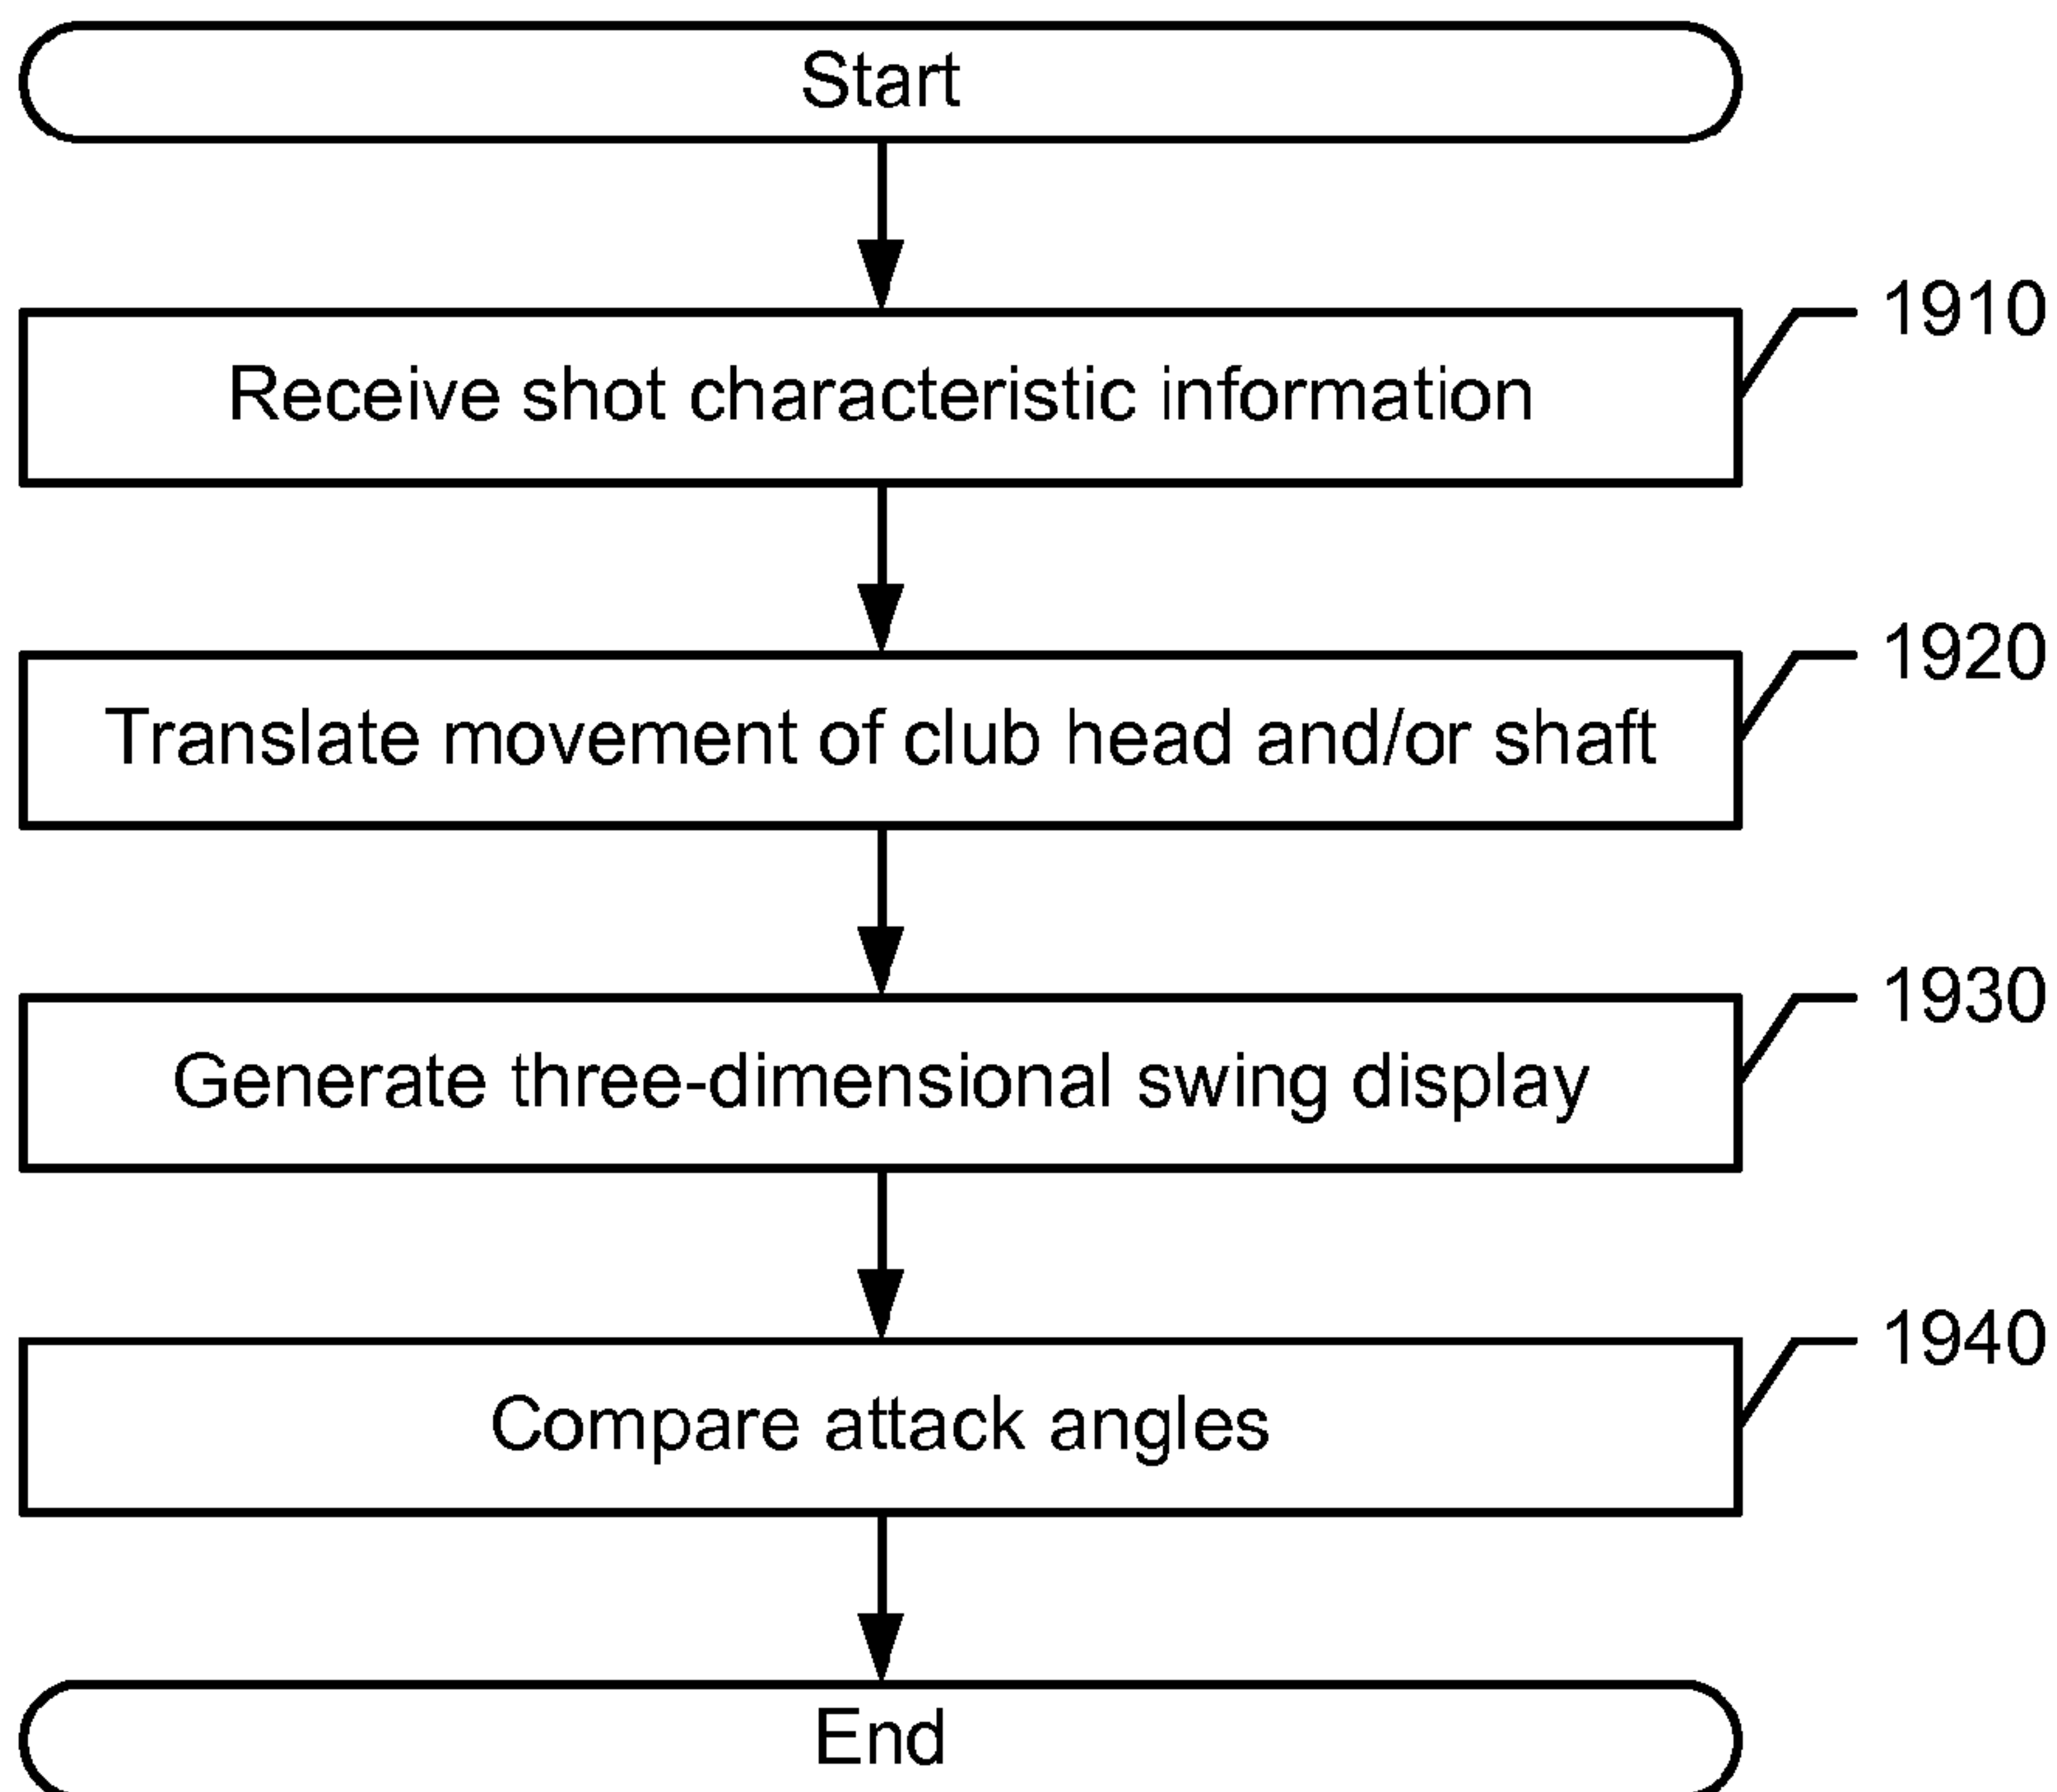 Start
1910
Receive shot characteristic information
1920
Translate movement of club head and/or shaft
1930
Generate three-dimensional swing display
1940
Compare attack angles
End